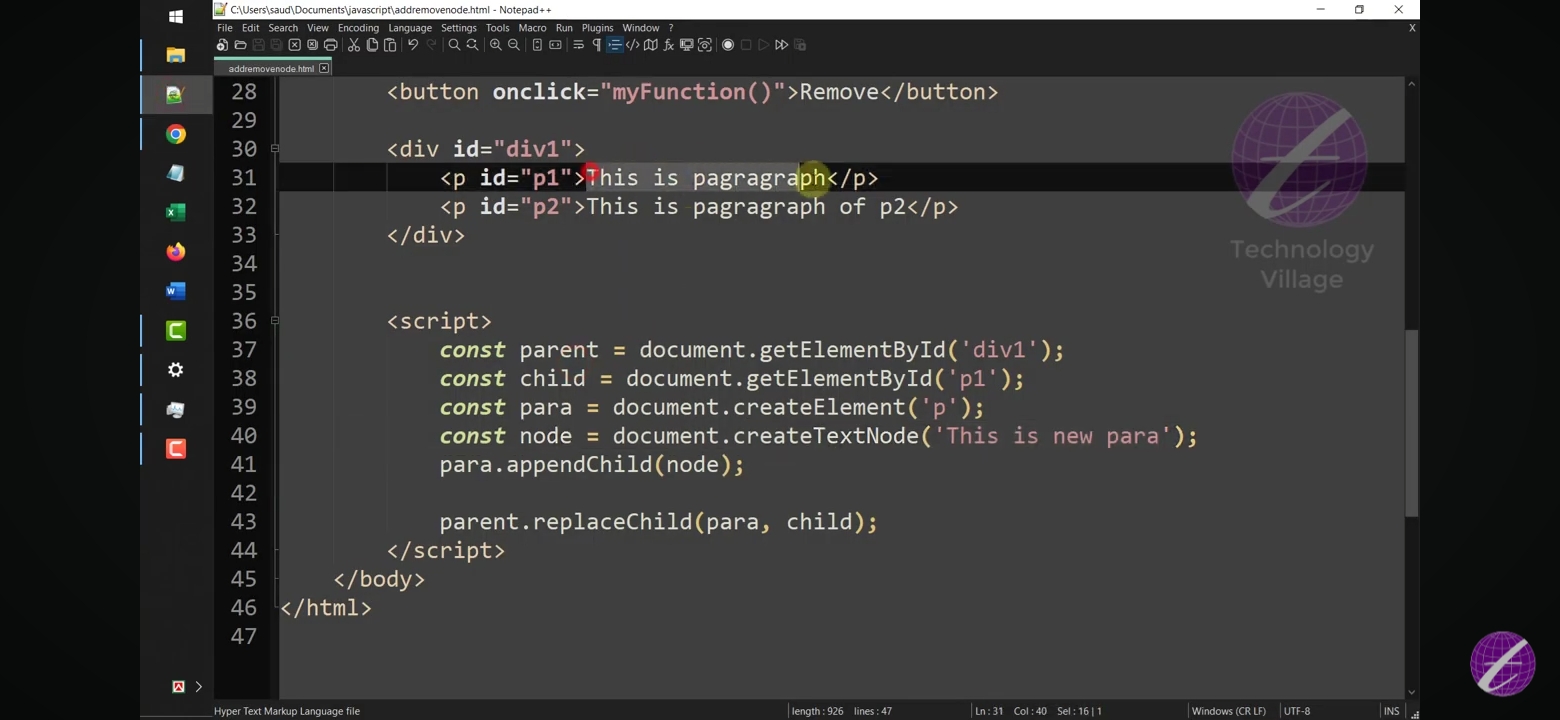 C:\Users\saud\Documents\javascript\addremovenode.html - Notepad++
File Edit Search View Encoding Language Settings Tools Macro Run Plugins Window ? X
addremovenode.html
28 <button onclick="myFunction()">Remove</button>
29
30 <div id="div1">
31 <p id="p1">This is pagragraph</p>
32 <p id="p2">This is pagragraph of p2</p>
33 </div>
34
35
36 <script>
37 const parent = document.getElementById('div1');
38 const child = document.getElementById('p1');
39 const para = document.createElement('p');
40 const node = document.createTextNode('This is new para');
41 para.appendChild(node);
42
43 parent.replaceChild(para, child);
44 </script>
45 </body>
46 </html>
47
Technology
Village
Hyper Text Markup Language file length : 926 lines : 47 Ln : 31 Col : 40 Sel : 16 | 1 Windows (CR LF) UTF-8 INS